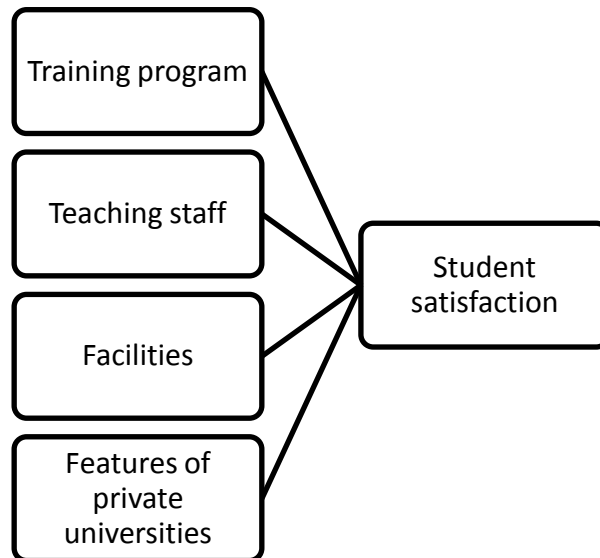 Training program
Teaching staff
Facilities
Features of
private
universities
Student
satisfaction